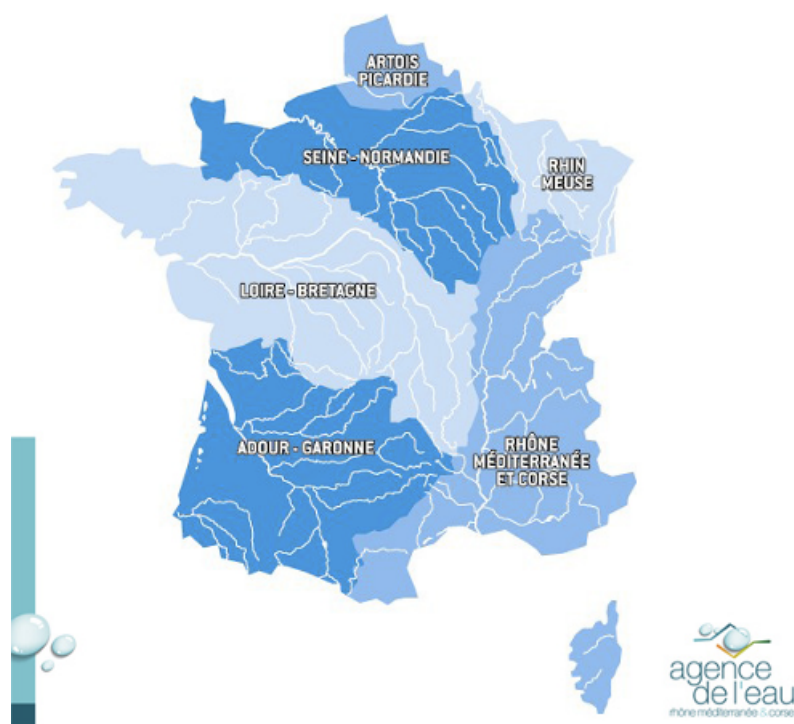 ARTOIS
PICARDIE
SEINE - NORMANDIE
RHIN
MEUSE
LOIRE - BRETAGNE
ADOUR - GARONNE
RHÔNE
MÉDITERRANÉE
ET CORSE
agence
de l'eau
rhône méditerranée & corse